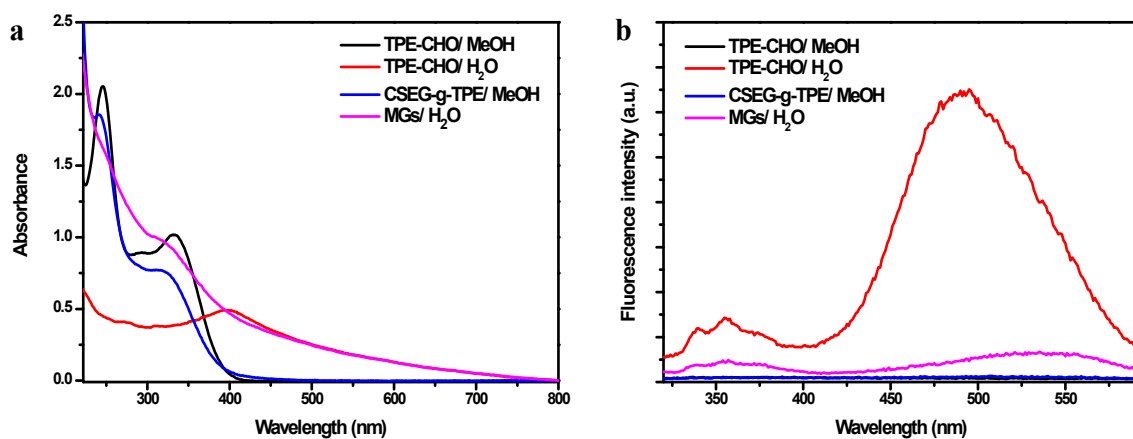 a
2.5
2.0
1.5
1.0
0.5
0.0
Absorbance
TPE-CHO/ MeOH
TPE-CHO/ H₂O
CSEG-g-TPE/ MeOH
MGs/ H₂O
300 400 500 600 700 800
Wavelength (nm)
b
Fluorescence intensity (a.u.)
TPE-CHO/ MeOH
TPE-CHO/ H₂O
CSEG-g-TPE/ MeOH
MGs/ H₂O
350 400 450 500 550
Wavelength (nm)